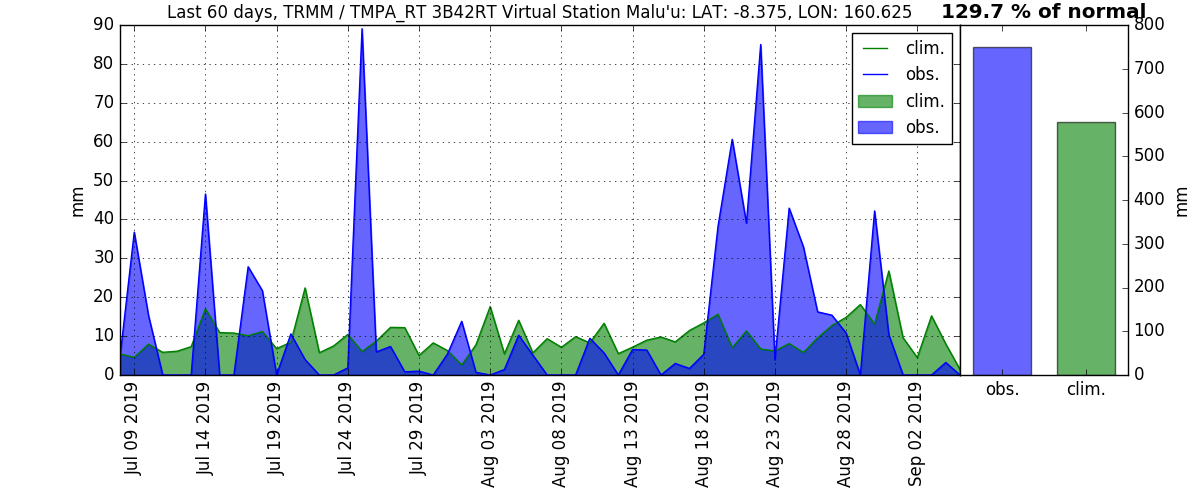 Last 60 days, TRMM / TMPA_RT 3B42RT Virtual Station Malu'u: LAT: -8.375, LON: 160.625
129.7 % of normal
90
80
70
60
50
40
30
20
10
0
mm
clim.
obs.
clim.
obs.
800
700
600
500
400
300
200
100
0
mm
obs.
clim.
Jul 09 2019
Jul 14 2019
Jul 19 2019
Jul 24 2019
Jul 29 2019
Aug 03 2019
Aug 08 2019
Aug 13 2019
Aug 18 2019
Aug 23 2019
Aug 28 2019
Sep 02 2019